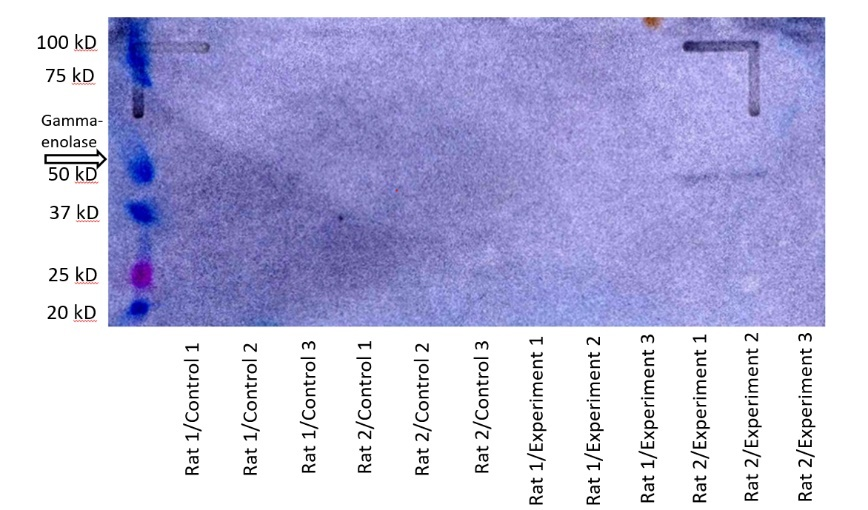 100 kD
75 kD
Gamma-
enolase
50 kD
37 kD
25 kD
20 kD
Rat 1/Control 1
Rat 1/Control 2
Rat 1/Control 3
Rat 2/Control 1
Rat 2/Control 2
Rat 2/Control 3
Rat 1/Experiment 1
Rat 1/Experiment 2
Rat 1/Experiment 3
Rat 2/Experiment 1
Rat 2/Experiment 2
Rat 2/Experiment 3